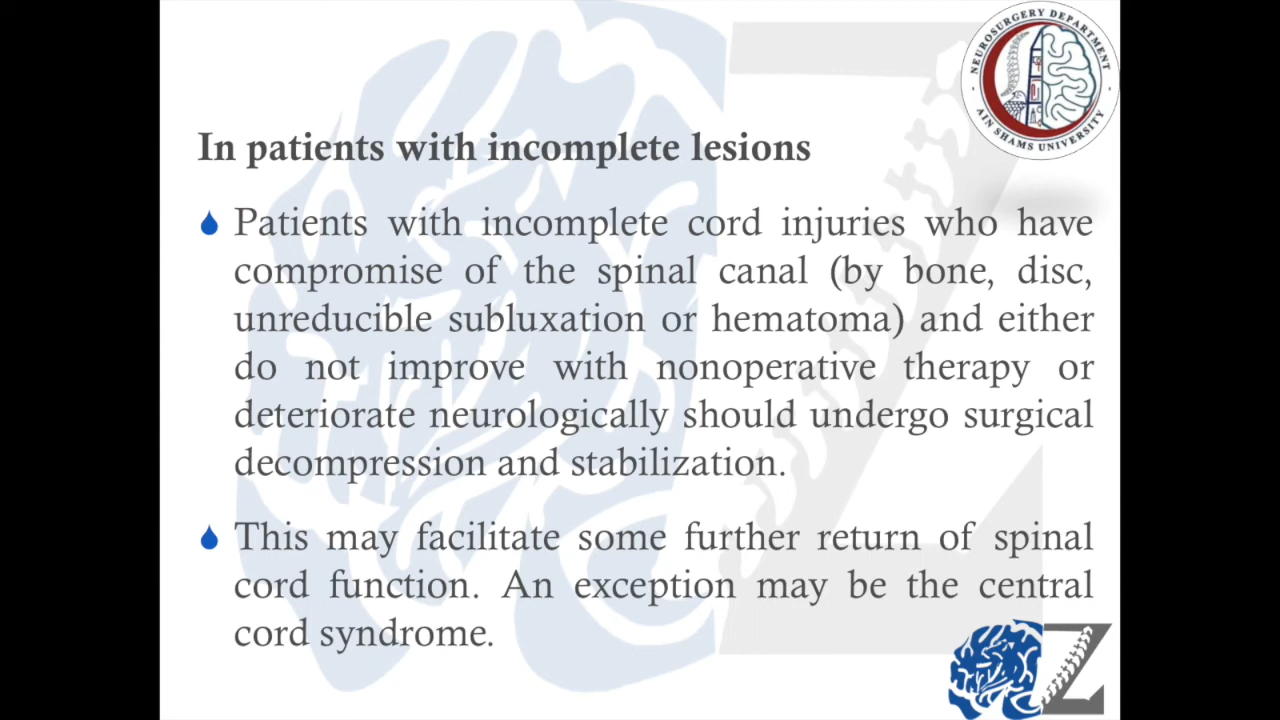 NEUROSURGERY DEPARTMENT
AIN SHAMS UNIVERSITY
In patients with incomplete lesions
Patients with incomplete cord injuries who have
compromise of the spinal canal (by bone, disc,
unreducible subluxation or hematoma) and either
do not improve with nonoperative therapy or
deteriorate neurologically should undergo surgical
decompression and stabilization.
This may facilitate some further return of spinal
cord function. An exception may be the central
cord syndrome.
Z